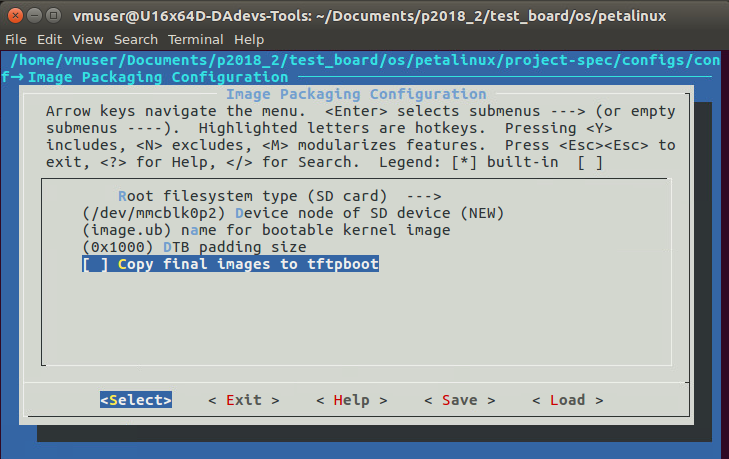 vmuser@U16x64D-DAdevs-Tools: ~/Documents/p2018_2/test_board/os/petalinux
File Edit View Search Terminal Help
/home/vmuser/Documents/p2018_2/test_board/os/petalinux/project-spec/configs/con
f→ Image Packaging Configuration
Image Packaging Configuration
Arrow keys navigate the menu. <Enter> selects submenus ---> (or empty
submenus ----). Highlighted letters are hotkeys. Pressing <Y>
includes, <N> excludes, <M> modularizes features. Press <Esc><Esc> to
exit, <?> for Help, </> for Search. Legend: [*] built-in [ ]
Root filesystem type (SD card) --->
(/dev/mmcblk0p2) Device node of SD device (NEW)
(image.ub) name for bootable kernel image
(0x1000) DTB padding size
[ ] Copy final images to tftpboot
<Select> < Exit > < Help > < Save > < Load >